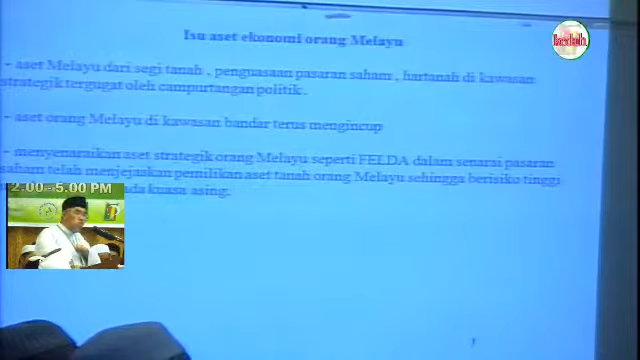 Isu aset ekonomi orang Melayu
- aset Melayu dari segi tanah , penguasaan pasaran saham , hartanah di kawasan
strategik tergugat oleh campurtangan politik .
- aset orang Melayu di kawasan bandar terus mengincup
- menyenaraikan aset strategik orang Melayu seperti FELDA dalam senarai pasaran
saham telah menjejaskan pemilikan aset tanah orang Melayu sehingga berisiko tinggi
kuasa asing.
2.00 - 5.00 PM